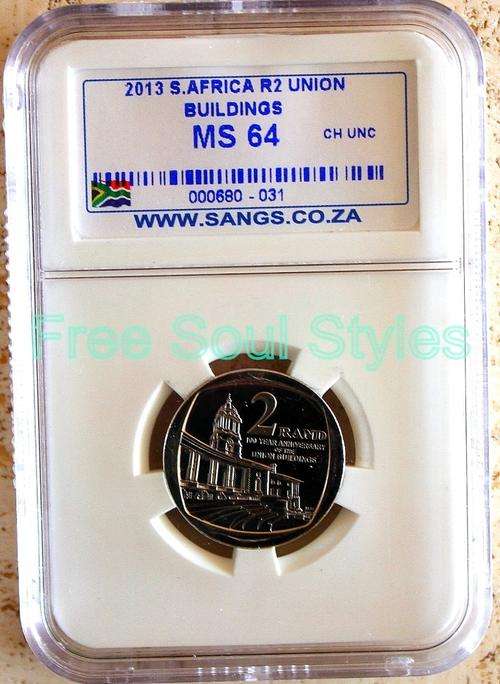 2013 S.AFRICA R2 UNION
BUILDINGS
MS 64 CH UNC
000680 - 031
WWW.SANGS.CO.ZA
Free Soul Styles
2
RAND
100 YEAR ANNIVERSARY
OF THE
UNION BUILDINGS